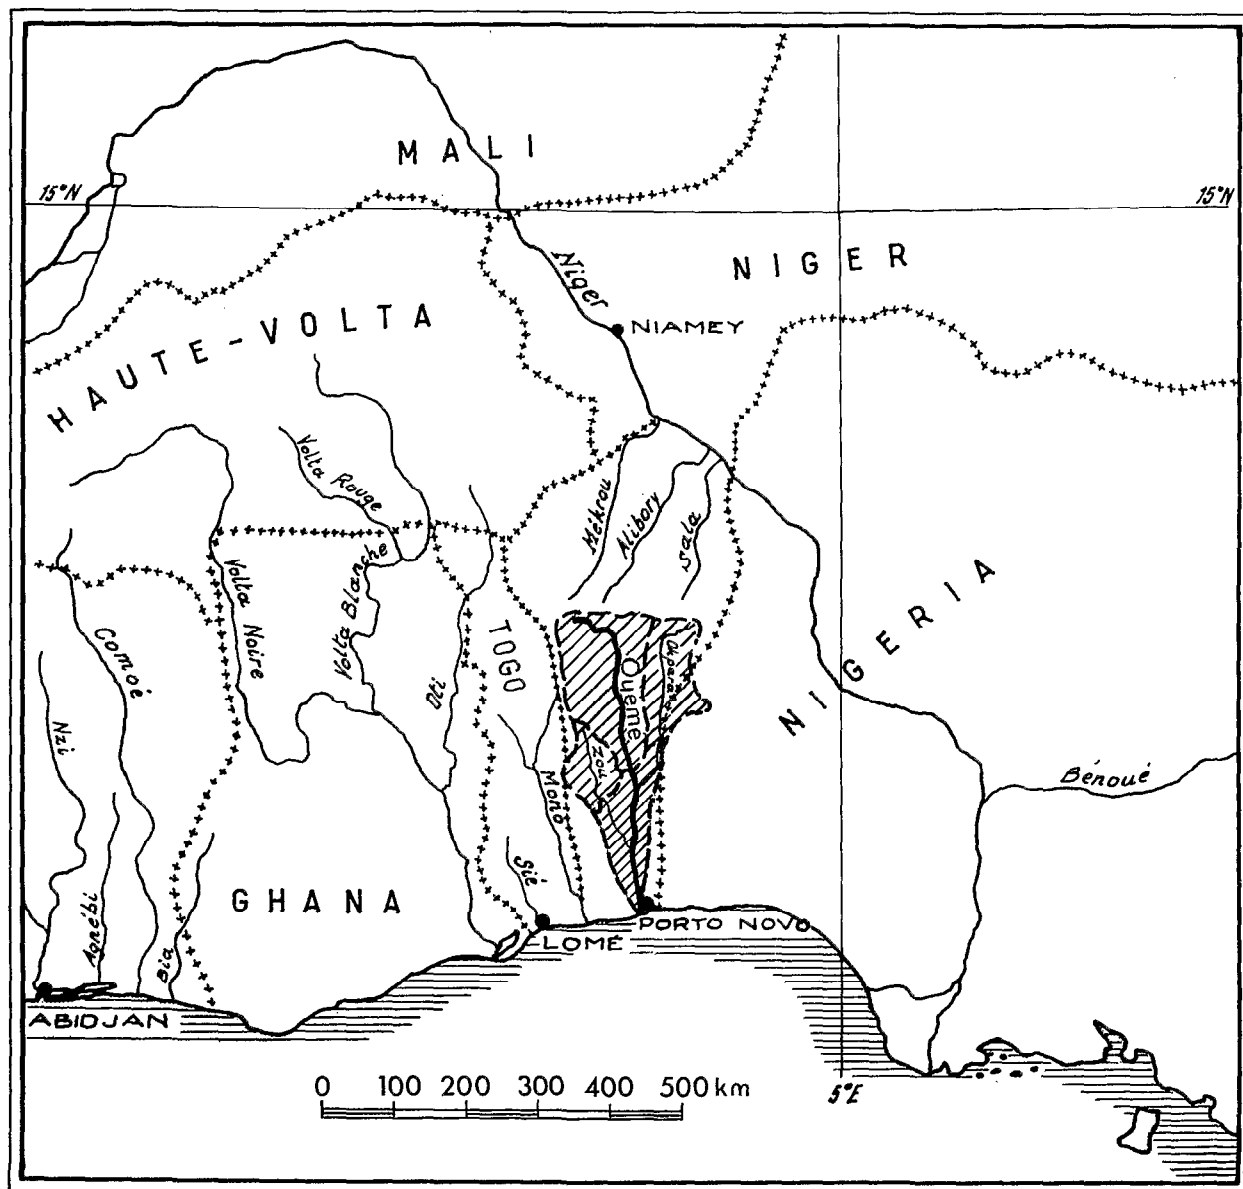 MALI
15°N
15°N
NIGER
Niger
HAUTE-VOLTA
NIAMEY
Volta Rouge
Mékrou
Alibory
Sala
Volta Noire
Volta Blanche
Comoé
Oti
TOGO
Ouémé
Okpara
NIGERIA
Nzi
Zou
Mono
Bénoué
Sié
Agnébi
Bia
GHANA
LOMÉ
PORTO NOVO
ABIDJAN
0 100 200 300 400 500 km
5°E